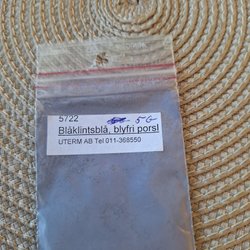 5722 5G
Blåklintsblå, blyfri porsl
UTERM AB Tel 011-368550